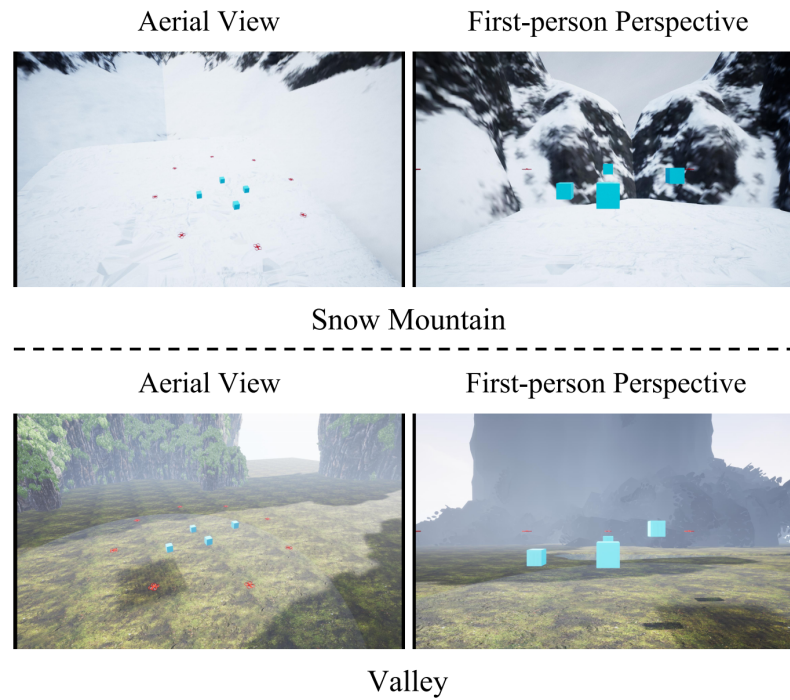 Aerial View
First-person Perspective
Snow Mountain
Aerial View
First-person Perspective
Valley